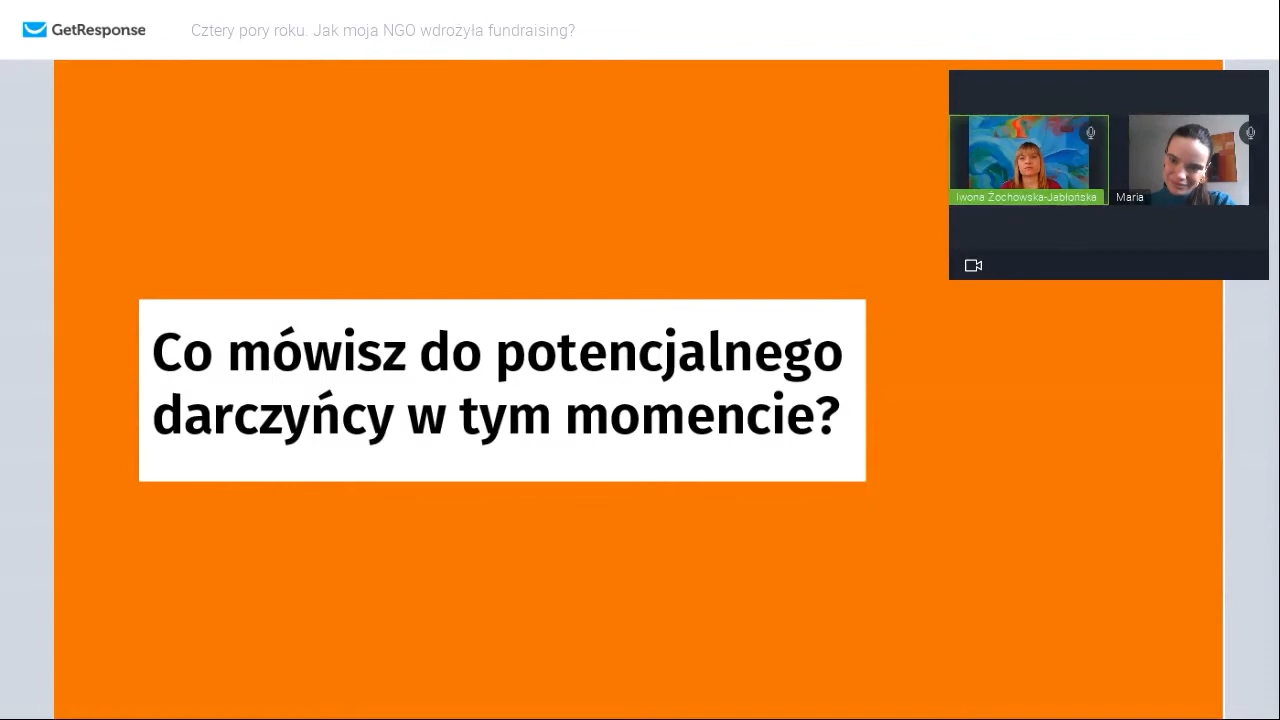 GetResponse
Cztery pory roku. Jak moja NGO wdrożyła fundraising?
Iwona Żochowska-Jabłońska
Maria
Co mówisz do potencjalnego
darczyńcy w tym momencie?